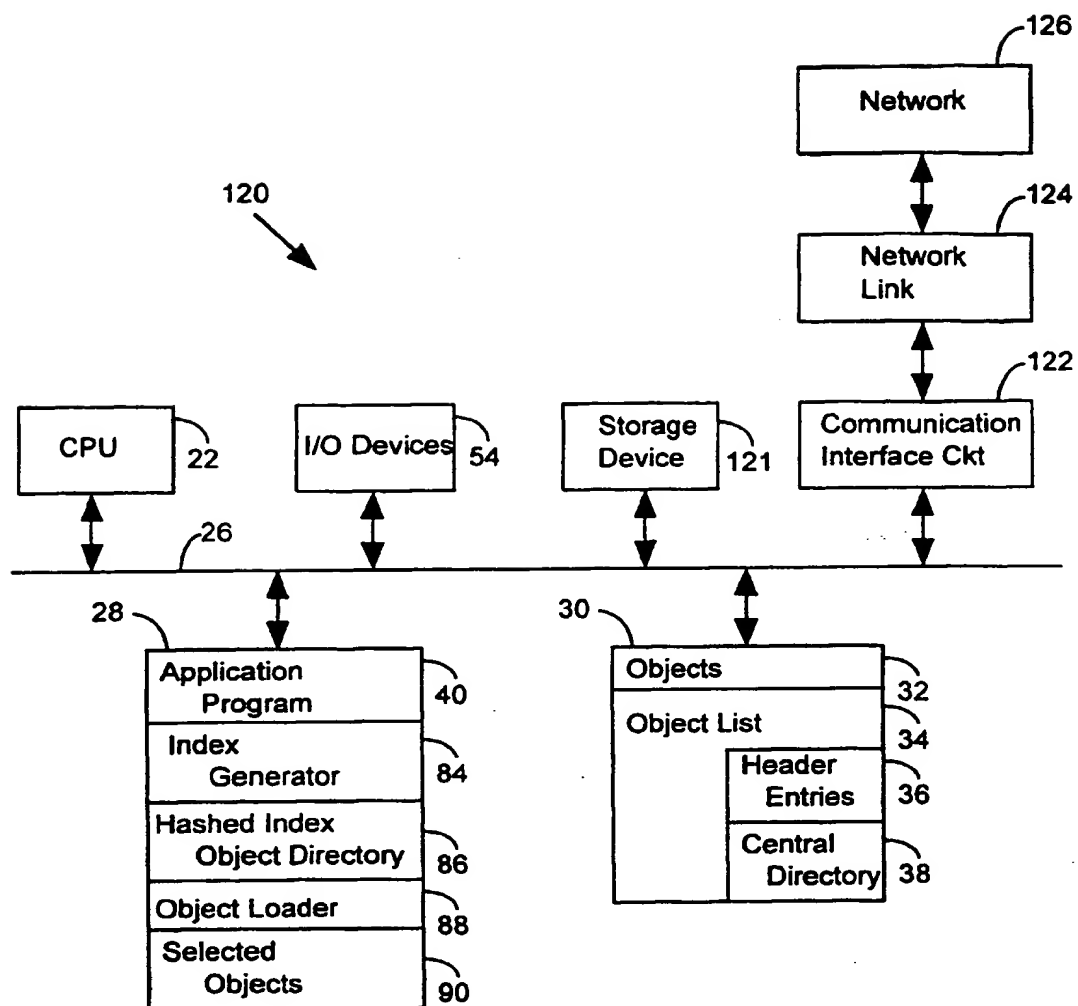 126
Network
124
120
Network
Link
122
CPU
22
I/O Devices
54
Storage
Device
121
Communication
Interface Ckt
26
28
Application
Program
40
Index
Generator
84
Hashed Index
Object Directory
86
Object Loader
88
Selected
Objects
90
30
Objects
32
Object List
34
Header
Entries
36
Central
Directory
38